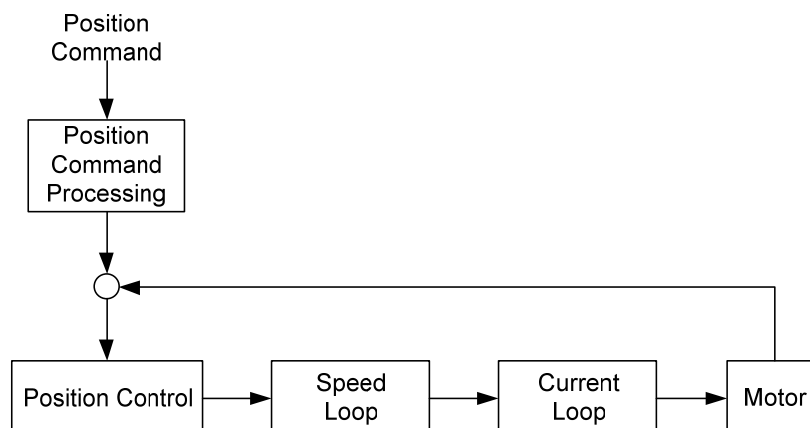 Position
Command
Position
Command
Processing
Position Control
Speed
Loop
Current
Loop
Motor